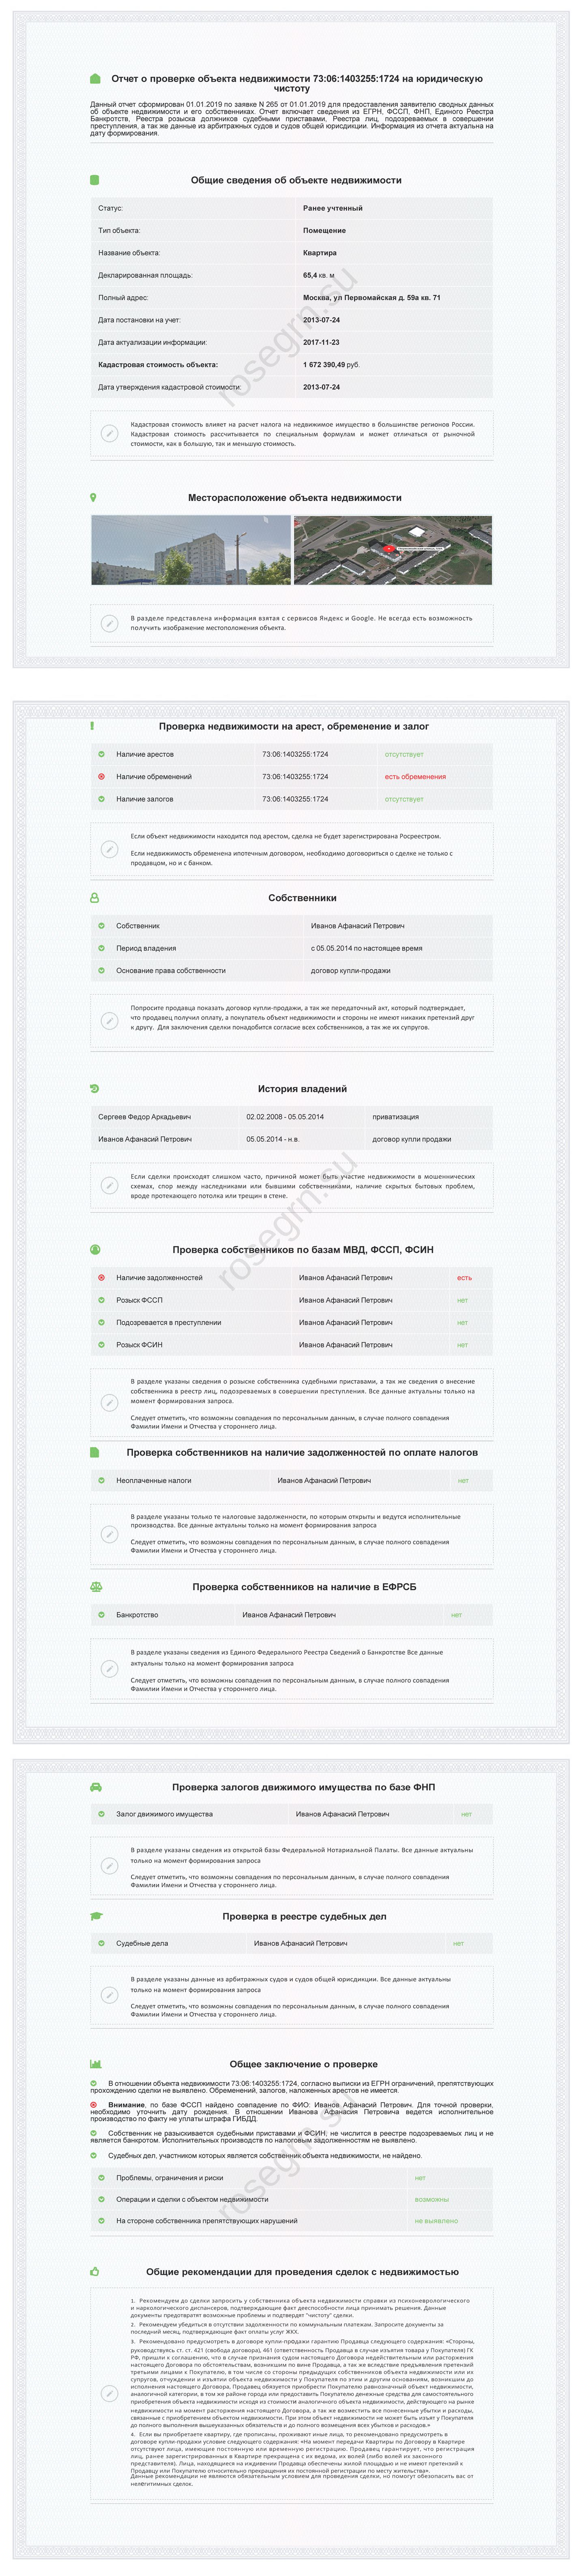 Отчет о проверке объекта недвижимости 73:06:1403255:1724 на юридическую
чистоту
Данный отчет сформирован 01.01.2019 по заявке N 265 от 01.01.2019 для предоставления заявителю сводных данных
об объекте недвижимости и его собственниках. Отчет включает сведения из ЕГРН, ФССП, ФНП, Единого Реестра
Банкротств, Реестра розыска должников судебными приставами, Реестра лиц, подозреваемых в совершении
преступления, а так же данные из арбитражных судов и судов общей юрисдикции. Информация из отчета актуальна на
дату формирования.
Общие сведения об объекте недвижимости
Статус: Ранее учтенный
Тип объекта: Помещение
Название объекта: Квартира
Декларированная площадь: 65,4 кв. м
Полный адрес: Москва, ул Первомайская д. 59а кв. 71
Дата постановки на учет: 2013-07-24
Дата актуализации информации: 2017-11-23
Кадастровая стоимость объекта: 1 672 390,49 руб.
Дата утверждения кадастровой стоимости: 2013-07-24
rosegrn.su
Кадастровая стоимость влияет на расчет налога на недвижимое имущество в большинстве регионов России.
Кадастровая стоимость рассчитывается по специальным формулам и может отличаться от рыночной
стоимости, как в большую, так и меньшую стоимость.
Месторасположение объекта недвижимости
В разделе представлена информация взятая с сервисов Яндекс и Google. Не всегда есть возможность
получить изображение местоположения объекта.
Проверка недвижимости на арест, обременение и залог
Наличие арестов 73:06:1403255:1724 отсутствует
Наличие обременений 73:06:1403255:1724 есть обременения
Наличие залогов 73:06:1403255:1724 отсутствует
Если объект недвижимости находится под арестом, сделка не будет зарегистрирована Росреестром.
Если недвижимость обременена ипотечным договором, необходимо договориться о сделке не только с
продавцом, но и с банком.
Собственники
Собственник Иванов Афанасий Петрович
Период владения с 05.05.2014 по настоящее время
Основание права собственности договор купли-продажи
Попросите продавца показать договор купли-продажи, а так же передаточный акт, который подтверждает,
что продавец получил оплату, а покупатель объект недвижимости и стороны не имеют никаких претензий друг
к другу. Для заключения сделки понадобится согласие всех собственников, а так же их супругов.
История владений
Сергеев Федор Аркадьевич 02.02.2008 - 05.05.2014 приватизация
Иванов Афанасий Петрович 05.05.2014 - н.в. договор купли продажи
Если сделки происходят слишком часто, причиной может быть участие недвижимости в мошеннических
схемах, спор между наследниками или бывшими собственниками, наличие скрытых бытовых проблем,
вроде протекающего потолка или трещин в стене.
rosegrn.su
Проверка собственников по базам МВД, ФССП, ФСИН
Наличие задолженностей Иванов Афанасий Петрович есть
Розыск ФССП Иванов Афанасий Петрович нет
Подозревается в преступлении Иванов Афанасий Петрович нет
Розыск ФСИН Иванов Афанасий Петрович нет
В разделе указаны сведения о розыске собственника судебными приставами, а так же сведения о внесение
собственника в реестр лиц, подозреваемых в совершении преступления. Все данные актуальны только на
момент формирования запроса.
Следует отметить, что возможны совпадения по персональным данным, в случае полного совпадения
Фамилии Имени и Отчества у стороннего лица.
Проверка собственников на наличие задолженностей по оплате налогов
Неоплаченные налоги Иванов Афанасий Петрович нет
В разделе указаны только те налоговые задолженности, по которым открыты и ведутся исполнительные
производства. Все данные актуальны только на момент формирования запроса
Следует отметить, что возможны совпадения по персональным данным, в случае полного совпадения
Фамилии Имени и Отчества у стороннего лица.
Проверка собственников на наличие в ЕФРСБ
Банкротство Иванов Афанасий Петрович нет
В разделе указаны сведения из Единого Федерального Реестра Сведений о Банкротстве Все данные
актуальны только на момент формирования запроса
Следует отметить, что возможны совпадения по персональным данным, в случае полного совпадения
Фамилии Имени и Отчества у стороннего лица.
Проверка залогов движимого имущества по базе ФНП
Залог движимого имущества Иванов Афанасий Петрович нет
В разделе указаны сведения из открытой базы Федеральной Нотариальной Палаты. Все данные актуальны
только на момент формирования запроса
Следует отметить, что возможны совпадения по персональным данным, в случае полного совпадения
Фамилии Имени и Отчества у стороннего лица.
Проверка в реестре судебных дел
Судебные дела Иванов Афанасий Петрович нет
В разделе указаны данные из арбитражных судов и судов общей юрисдикции. Все данные актуальны
только на момент формирования запроса
Следует отметить, что возможны совпадения по персональным данным, в случае полного совпадения
Фамилии Имени и Отчества у стороннего лица.
Общее заключение о проверке
В отношении объекта недвижимости 73:06:1403255:1724, согласно выписки из ЕГРН ограничений, препятствующих
прохождению сделки не выявлено. Обременений, залогов, наложенных арестов не имеется.
Внимание, по базе ФССП найдено совпадение по ФИО: Иванов Афанасий Петрович. Для точной проверки,
необходимо уточнить дату рождения. В отношении Иванова Афанасия Петровича ведется исполнительное
производство по факту не уплаты штрафа ГИБДД.
Собственник не разыскивается судебными приставами и ФСИН, не числится в реестре подозреваемых лиц и не
является банкротом. Исполнительных производств по налоговым задолженностям не выявлено.
Судебных дел, участником которых является собственник объекта недвижимости, не найдено.
rosegrn.su
Проблемы, ограничения и риски нет
Операции и сделки с объектом недвижимости возможны
На стороне собственника препятствующих нарушений не выявлено
Общие рекомендации для проведения сделок с недвижимостью
1. Рекомендуем до сделки запросить у собственника объекта недвижимости справки из психоневрологического
и наркологического диспансеров, подтверждающие факт дееспособности лица принимать решения. Данные
документы предотвратят возможные проблемы и подтвердят "чистоту" сделки.
2. Рекомендуем убедиться в отсутствии задолженности по коммунальным платежам. Запросите документы за
последний месяц, подтверждающие факт оплаты услуг ЖКХ.
3. Рекомендовано предусмотреть в договоре купли-продажи гарантию Продавца следующего содержания: «Стороны,
руководствуясь ст. ст. 421 (свобода договора), 461 (ответственность Продавца в случае изъятия товара у Покупателя) ГК
РФ, пришли к соглашению, что в случае признания судом настоящего Договора недействительным или расторжения
настоящего Договора по обстоятельствам, возникшим по вине Продавца, а так же вследствие предъявления претензий
третьими лицами к Покупателю, в том числе со стороны предыдущих собственников объекта недвижимости или их
супругов, отчуждении и изъятии объекта недвижимости у Покупателя по этим и другим основаниям, возникшим до
исполнения настоящего Договора, Продавец обязуется приобрести Покупателю равнозначный объект недвижимости,
аналогичной категории, в том же районе города или предоставить Покупателю денежные средства для самостоятельного
приобретения объекта недвижимости исходя из стоимости аналогичного объекта недвижимости, действующего на рынке
недвижимости на момент расторжения настоящего Договора, а так же возместить все понесенные убытки и расходы,
связанные с приобретением объектом недвижимости. При этом объект недвижимости не может быть изъят у Покупателя
до полного выполнения вышеуказанных обязательств и до полного возмещения всех убытков и расходов.»
4. Если вы приобретаете квартиру, где прописаны, проживают иные лица, то рекомендовано предусмотреть в
договоре купли-продажи условие следующего содержания: «На момент передачи Квартиры по Договору в Квартире
отсутствуют лица, имеющие постоянную или временную регистрацию. Продавец гарантирует, что регистрация
лиц, ранее зарегистрированных в Квартире прекращена с их ведома, их волей (либо волей их законного
представителя). Лица, находящиеся на иждивении Продавца обеспечены жилой площадью и не имеют претензий к
Продавцу или Покупателю относительно прекращения их постоянной регистрации по месту жительства».
Данные рекомендации не являются обязательным условием для проведения сделки, но помогут обезопасить вас от
нелегитимных сделок.